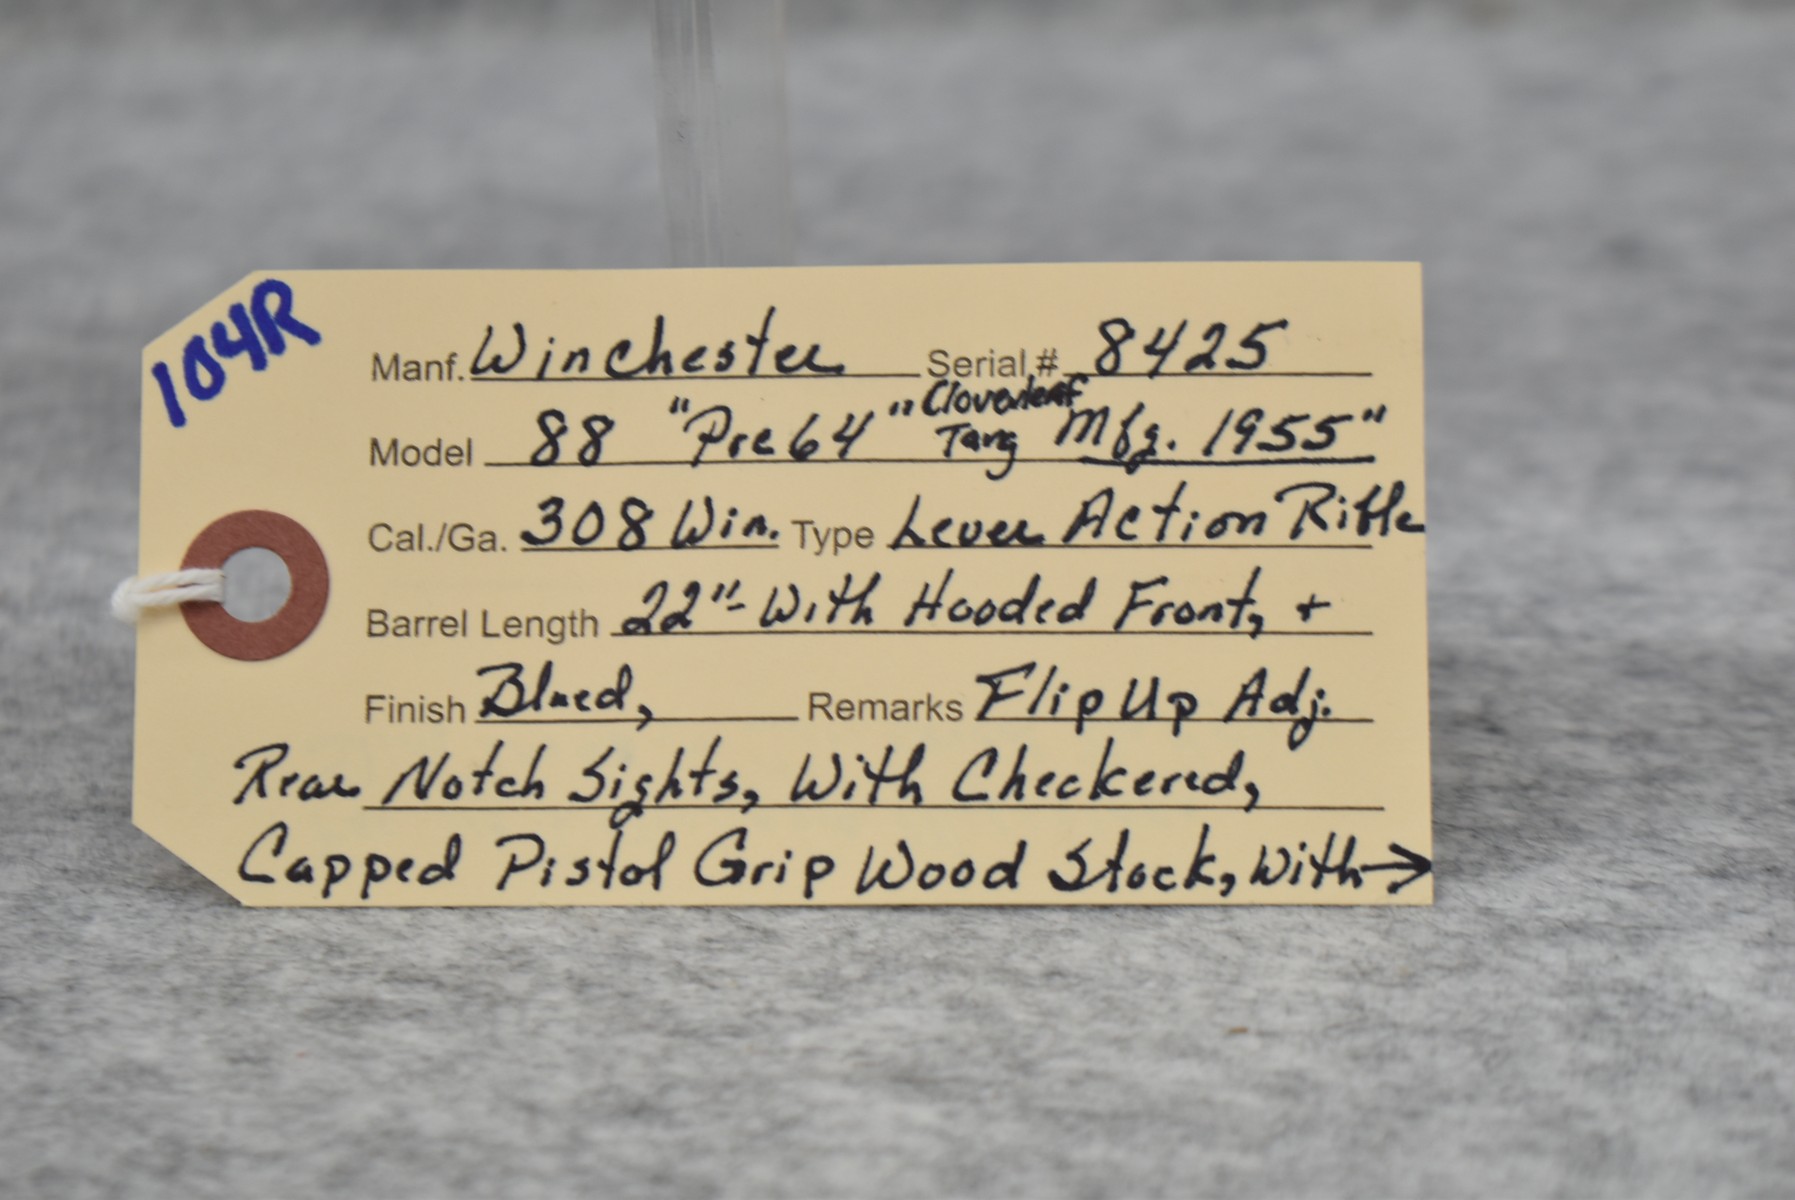 104R
Manf. Winchester Serial # 8425
Model 88 "Pre 64" Cloverleaf Tang Mfg. 1955"
Cal./Ga. 308 Win. Type Lever Action Rifle
Barrel Length 22"- With Hooded Front, +
Finish Blued, Remarks Flip Up Adj.
Rear Notch Sights, With Checkered,
Capped Pistol Grip Wood Stock, With →